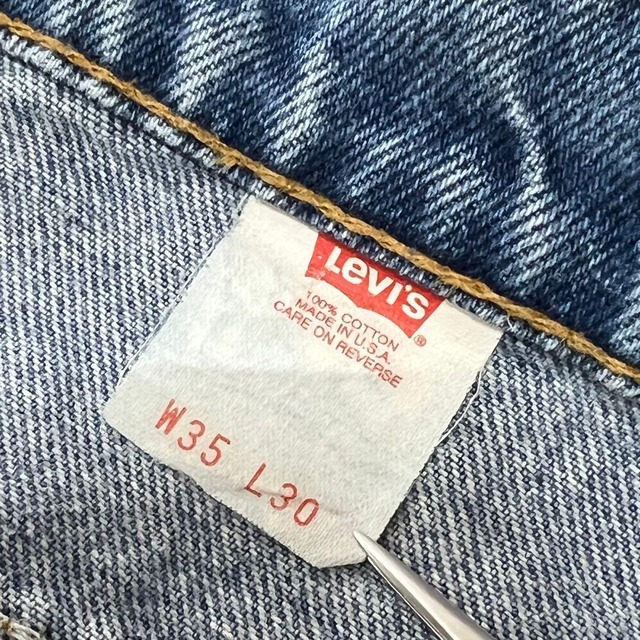 Levi's ®
100% COTTON
MADE IN U.S.A.
CARE ON REVERSE
W35 L30